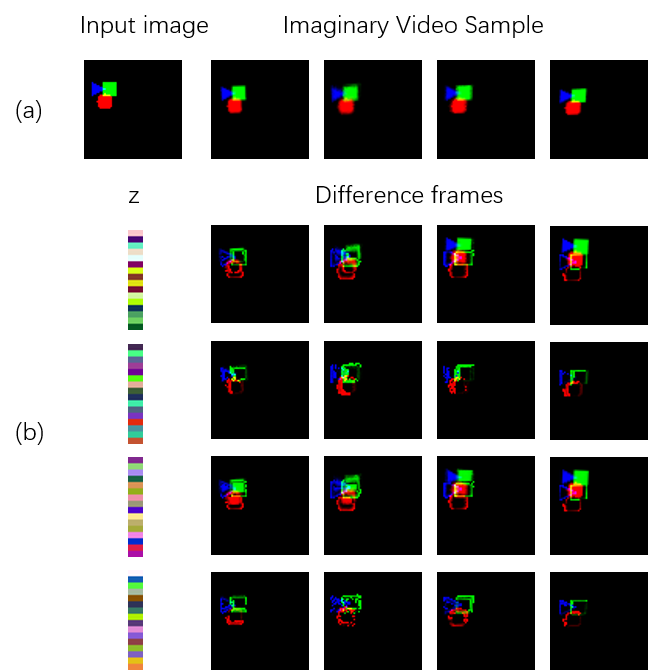 Input image
Imaginary Video Sample
(a)
z
Difference frames
(b)